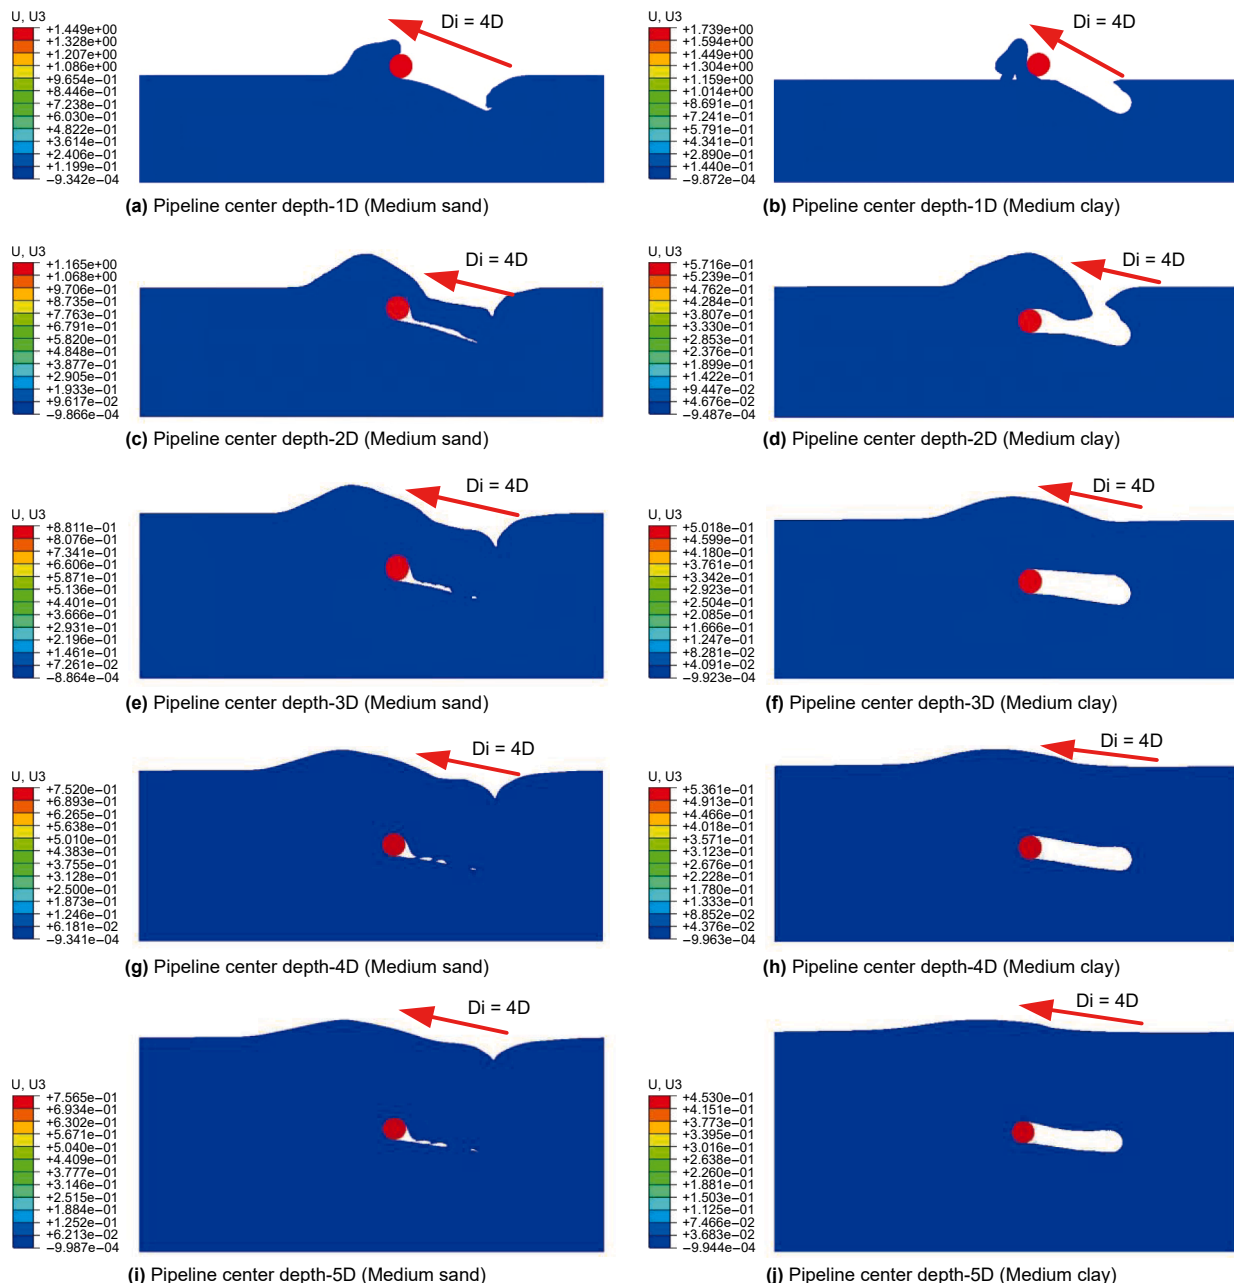 U, U3
+1.449e+00
+1.328e+00
+1.207e+00
+1.086e+00
+9.654e−01
+8.446e−01
+7.238e−01
+6.030e−01
+4.822e−01
+3.614e−01
+2.406e−01
+1.199e−01
−9.342e−04
Di = 4D
(a) Pipeline center depth-1D (Medium sand)
U, U3
+1.739e+00
+1.594e+00
+1.449e+00
+1.304e+00
+1.159e+00
+1.014e+00
+8.691e−01
+7.241e−01
+5.791e−01
+4.341e−01
+2.890e−01
+1.440e−01
−9.872e−04
Di = 4D
(b) Pipeline center depth-1D (Medium clay)
U, U3
+1.165e+00
+1.068e+00
+9.706e−01
+8.735e−01
+7.763e−01
+6.791e−01
+5.820e−01
+4.848e−01
+3.877e−01
+2.905e−01
+1.933e−01
+9.617e−02
−9.866e−04
Di = 4D
(c) Pipeline center depth-2D (Medium sand)
U, U3
+5.716e−01
+5.239e−01
+4.762e−01
+4.284e−01
+3.807e−01
+3.330e−01
+2.853e−01
+2.376e−01
+1.899e−01
+1.422e−01
+9.447e−02
+4.676e−02
−9.487e−04
Di = 4D
(d) Pipeline center depth-2D (Medium clay)
U, U3
+8.811e−01
+8.076e−01
+7.341e−01
+6.606e−01
+5.871e−01
+5.136e−01
+4.401e−01
+3.666e−01
+2.931e−01
+2.196e−01
+1.461e−01
+7.261e−02
−8.864e−04
Di = 4D
(e) Pipeline center depth-3D (Medium sand)
U, U3
+5.018e−01
+4.599e−01
+4.180e−01
+3.761e−01
+3.342e−01
+2.923e−01
+2.504e−01
+2.085e−01
+1.666e−01
+1.247e−01
+8.281e−02
+4.091e−02
−9.923e−04
Di = 4D
(f) Pipeline center depth-3D (Medium clay)
U, U3
+7.520e−01
+6.893e−01
+6.265e−01
+5.638e−01
+5.010e−01
+4.383e−01
+3.755e−01
+3.128e−01
+2.500e−01
+1.873e−01
+1.246e−01
+6.181e−02
−9.341e−04
Di = 4D
(g) Pipeline center depth-4D (Medium sand)
U, U3
+5.361e−01
+4.913e−01
+4.466e−01
+4.018e−01
+3.571e−01
+3.123e−01
+2.676e−01
+2.228e−01
+1.780e−01
+1.333e−01
+8.852e−02
+4.376e−02
−9.963e−04
Di = 4D
(h) Pipeline center depth-4D (Medium clay)
U, U3
+7.565e−01
+6.934e−01
+6.302e−01
+5.671e−01
+5.040e−01
+4.409e−01
+3.777e−01
+3.146e−01
+2.515e−01
+1.884e−01
+1.252e−01
+6.213e−02
−9.987e−04
Di = 4D
(i) Pipeline center depth-5D (Medium sand)
U, U3
+4.530e−01
+4.151e−01
+3.773e−01
+3.395e−01
+3.016e−01
+2.638e−01
+2.260e−01
+1.881e−01
+1.503e−01
+1.125e−01
+7.466e−02
+3.683e−02
−9.944e−04
Di = 4D
(j) Pipeline center depth-5D (Medium clay)